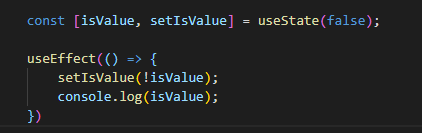 const [isValue, setIsValue] = useState(false);
useEffect(() => {
setIsValue(!isValue);
console.log(isValue);
})